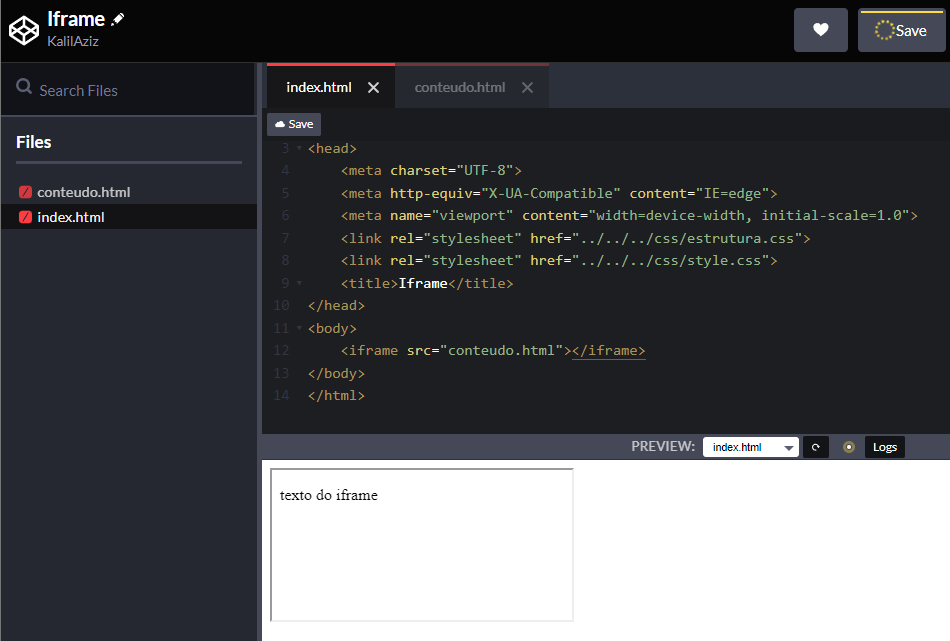 Iframe
KalilAziz
Save
Search Files
Files
conteudo.html
index.html
index.html
conteudo.html
Save
3 <head>
4 <meta charset="UTF-8">
5 <meta http-equiv="X-UA-Compatible" content="IE=edge">
6 <meta name="viewport" content="width=device-width, initial-scale=1.0">
7 <link rel="stylesheet" href="../../../css/estrutura.css">
8 <link rel="stylesheet" href="../../../css/style.css">
9 <title>Iframe</title>
10 </head>
11 <body>
12 <iframe src="conteudo.html"></iframe>
13 </body>
14 </html>
PREVIEW: index.html Logs
texto do iframe